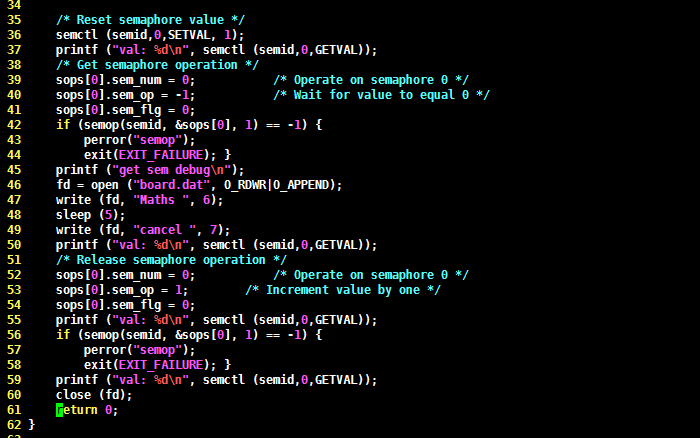 34
35     /* Reset semaphore value */
36     semctl (semid,0,SETVAL, 1);
37     printf ("val: %d\n", semctl (semid,0,GETVAL));
38     /* Get semaphore operation */
39     sops[0].sem_num = 0;           /* Operate on semaphore 0 */
40     sops[0].sem_op = -1;           /* Wait for value to equal 0 */
41     sops[0].sem_flg = 0;
42     if (semop(semid, &sops[0], 1) == -1) {
43         perror("semop");
44         exit(EXIT_FAILURE); }
45     printf ("get sem debug\n");
46     fd = open ("board.dat", O_RDWR|O_APPEND);
47     write (fd, "Maths ", 6);
48     sleep (5);
49     write (fd, "cancel ", 7);
50     printf ("val: %d\n", semctl (semid,0,GETVAL));
51     /* Release semaphore operation */
52     sops[0].sem_num = 0;           /* Operate on semaphore 0 */
53     sops[0].sem_op = 1;        /* Increment value by one */
54     sops[0].sem_flg = 0;
55     printf ("val: %d\n", semctl (semid,0,GETVAL));
56     if (semop(semid, &sops[0], 1) == -1) {
57         perror("semop");
58         exit(EXIT_FAILURE); }
59     printf ("val: %d\n", semctl (semid,0,GETVAL));
60     close (fd);
61     return 0;
62 }